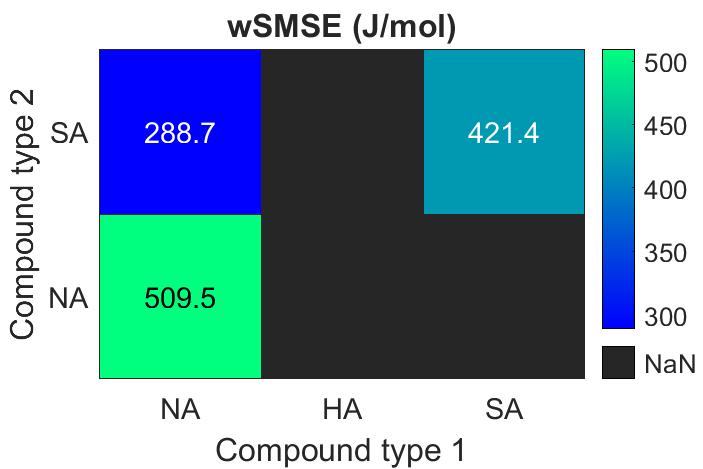 wSMSE (J/mol)
Compound type 2
SA
288.7
421.4
NA
509.5
NA
HA
SA
Compound type 1
500
450
400
350
300
NaN